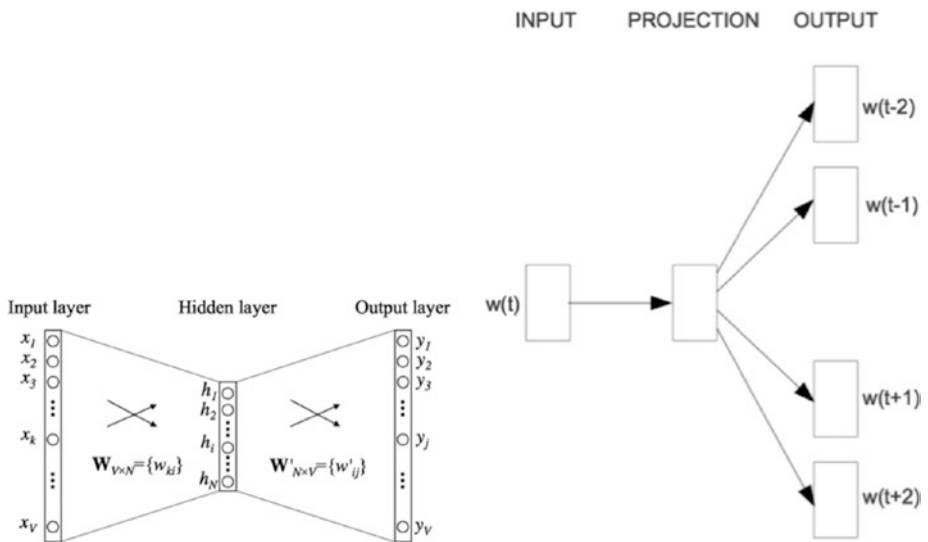 INPUT PROJECTION OUTPUT
w(t-2)
w(t-1)
w(t)
w(t+1)
w(t+2)
Input layer Hidden layer Output layer
x1 y1
x2 y2
x3 h1 y3
h2
xk hi yj
W V×N={wki} W'N×V={w'ij}
hN
xV yV